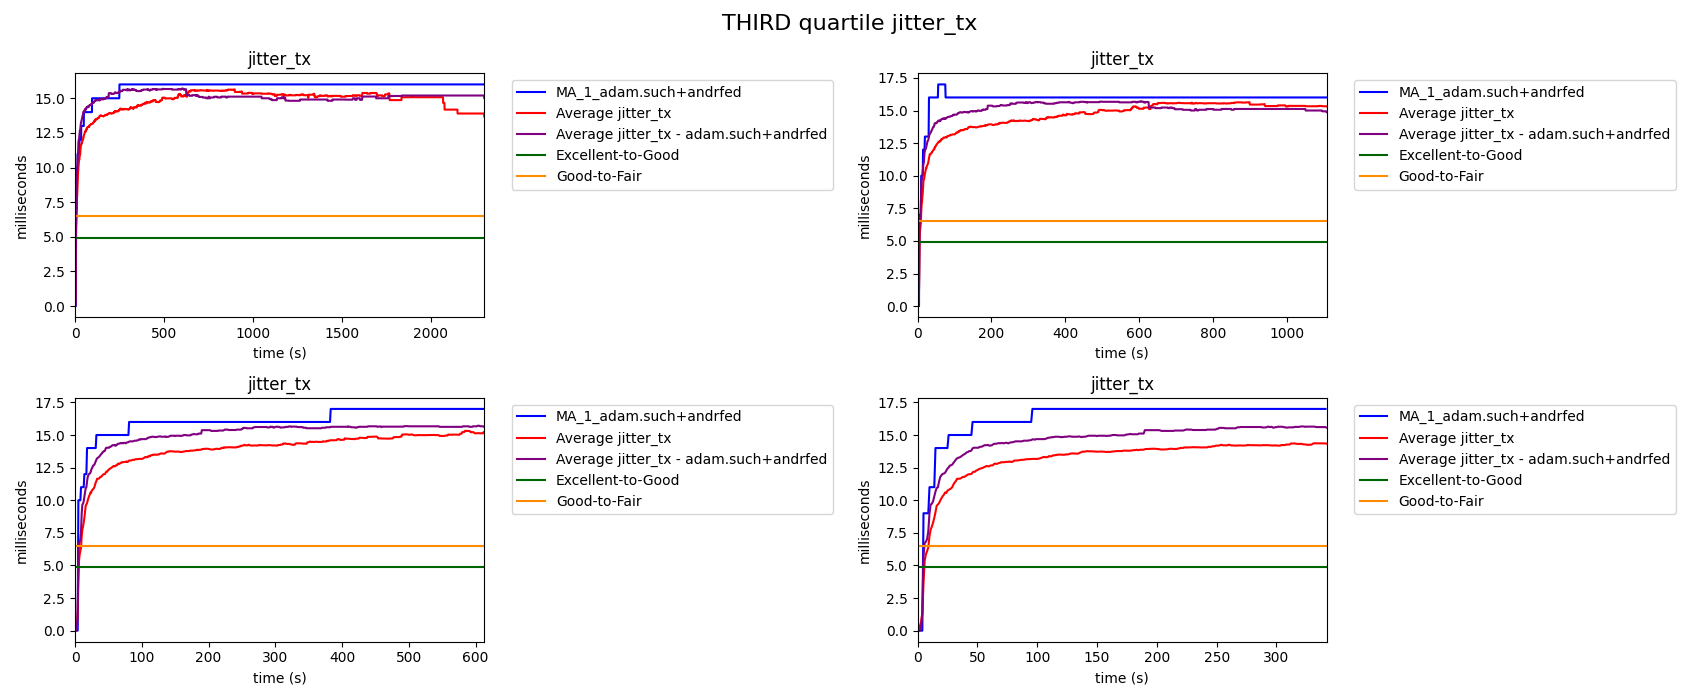 THIRD quartile jitter_tx
jitter_tx
milliseconds
15.0
12.5
10.0
7.5
5.0
2.5
0.0
0 500 1000 1500 2000
time (s)
MA_1_adam.such+andrfed
Average jitter_tx
Average jitter_tx - adam.such+andrfed
Excellent-to-Good
Good-to-Fair
jitter_tx
milliseconds
17.5
15.0
12.5
10.0
7.5
5.0
2.5
0.0
0 200 400 600 800 1000
time (s)
MA_1_adam.such+andrfed
Average jitter_tx
Average jitter_tx - adam.such+andrfed
Excellent-to-Good
Good-to-Fair
jitter_tx
milliseconds
17.5
15.0
12.5
10.0
7.5
5.0
2.5
0.0
0 100 200 300 400 500 600
time (s)
MA_1_adam.such+andrfed
Average jitter_tx
Average jitter_tx - adam.such+andrfed
Excellent-to-Good
Good-to-Fair
jitter_tx
milliseconds
17.5
15.0
12.5
10.0
7.5
5.0
2.5
0.0
0 50 100 150 200 250 300
time (s)
MA_1_adam.such+andrfed
Average jitter_tx
Average jitter_tx - adam.such+andrfed
Excellent-to-Good
Good-to-Fair